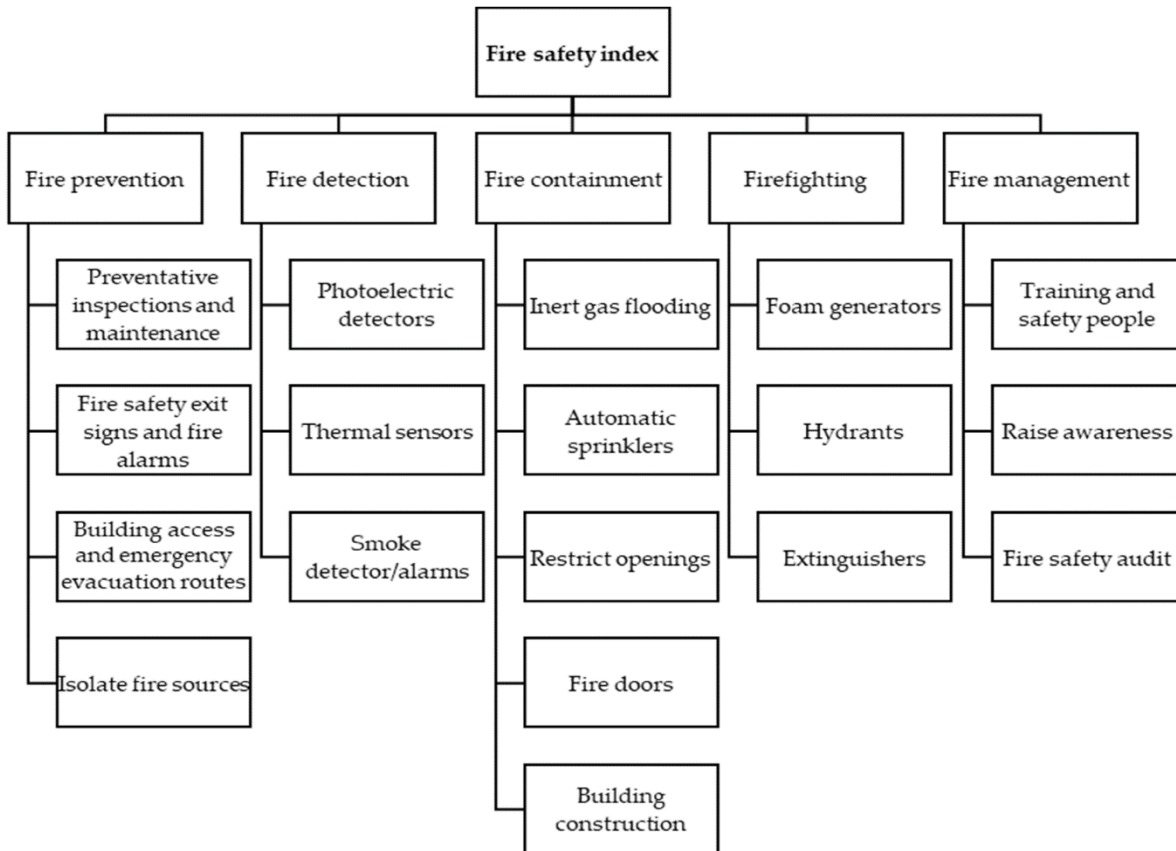 Fire safety
index
Fire prevention
Fire detection
Fire containment
Firefighting
Fire management
Preventative
inspections and
maintenance
Fire safety exit
signs and fire
alarms
Building access
and emergency
evacuation routes
Isolate fire sources
Photoelectric
detectors
Thermal sensors
Smoke
detector/alarms
Inert gas flooding
Automatic
sprinklers
Restrict openings
Fire doors
Building
construction
Foam generators
Hydrants
Extinguishers
Training and
safety people
Raise awareness
Fire safety audit